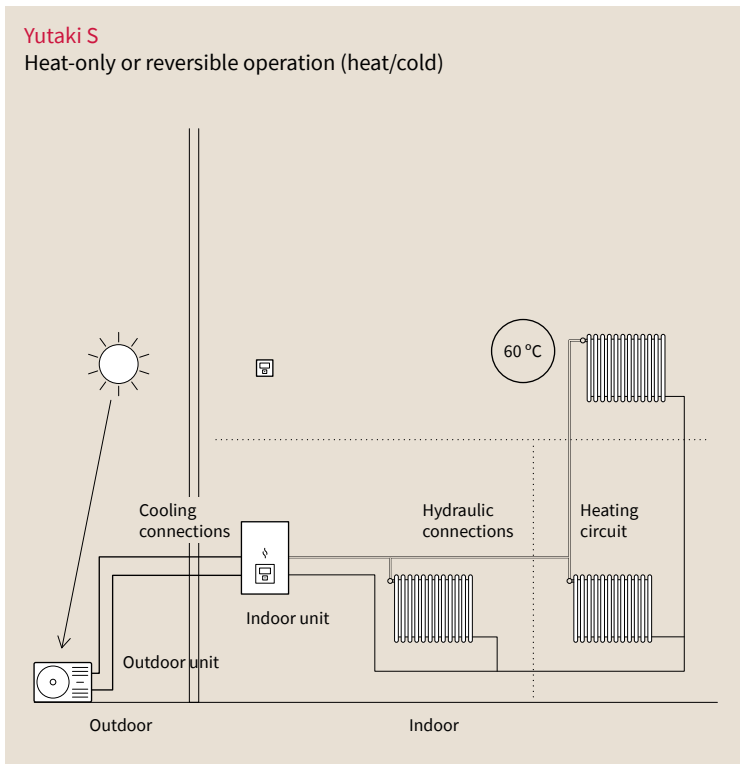 Yutaki S
Heat-only or reversible operation (heat/cold)
60 ºC
Cooling
connections
Hydraulic
connections
Heating
circuit
Indoor unit
Outdoor unit
Outdoor
Indoor